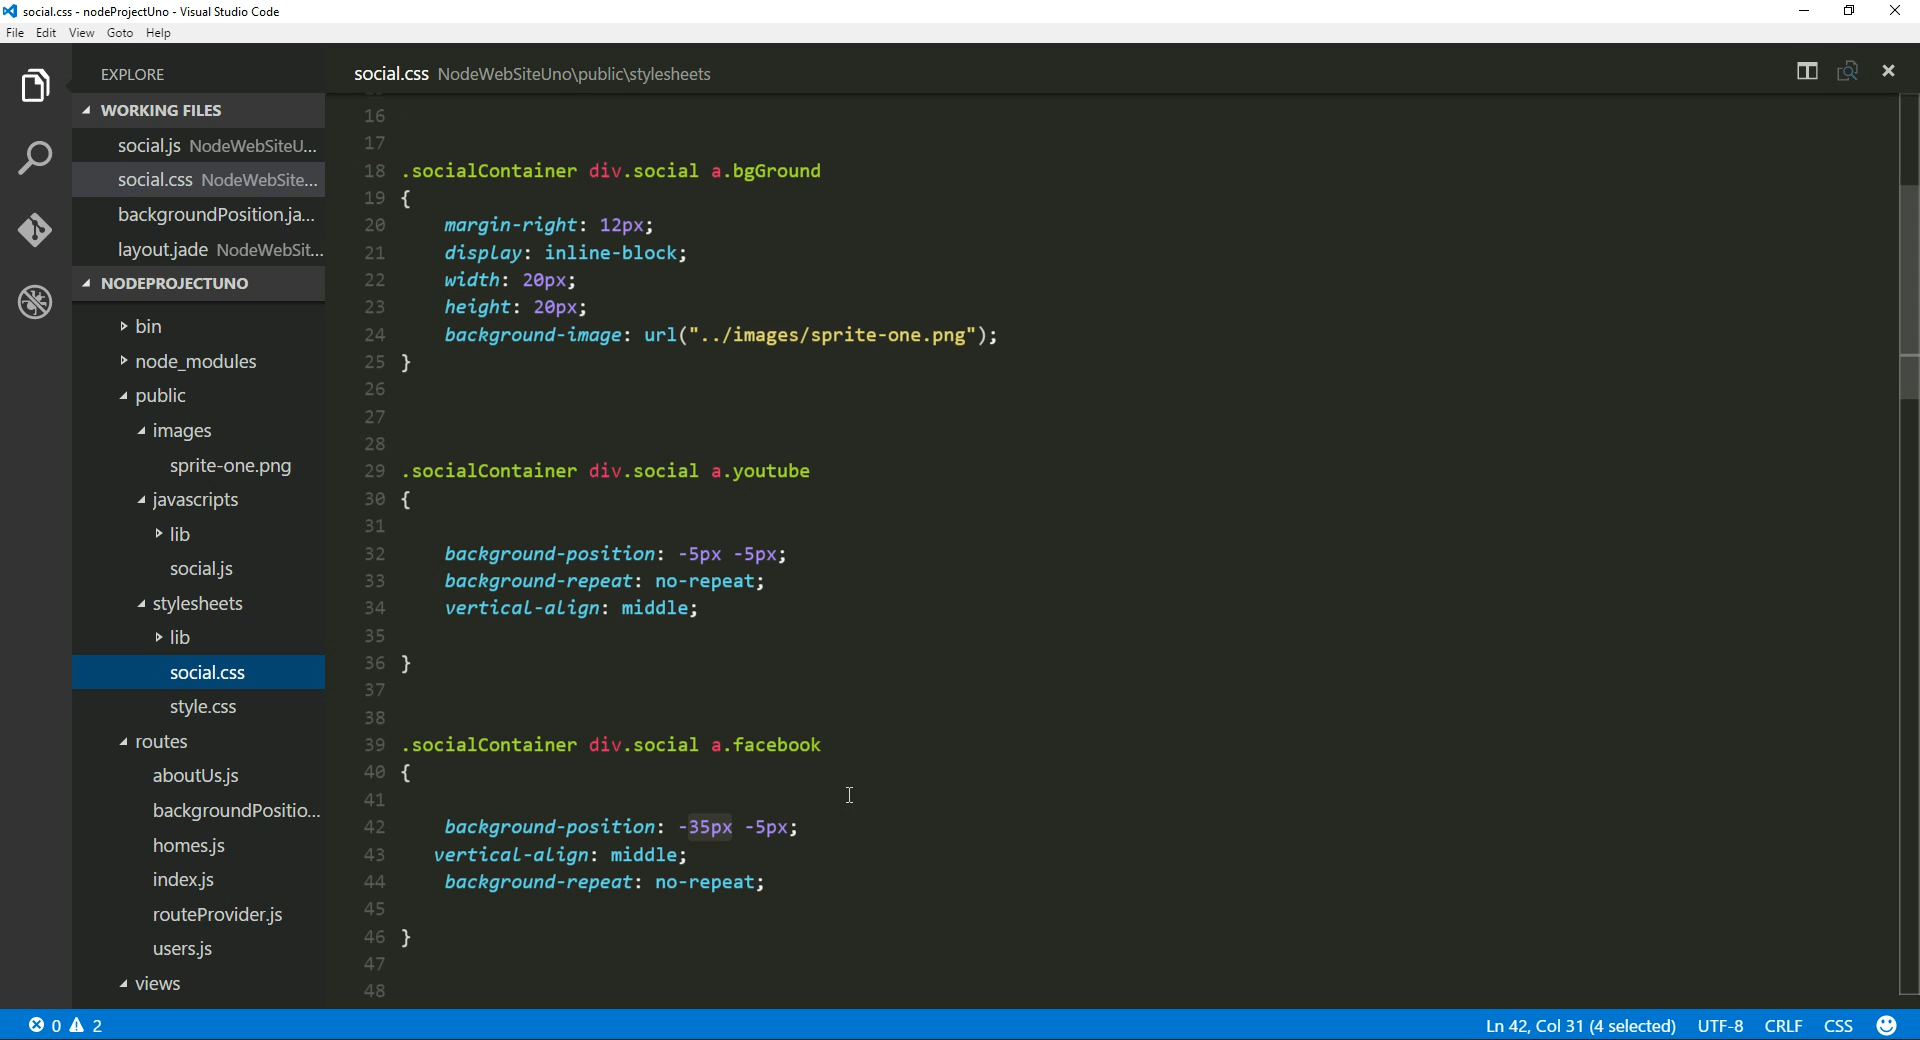 social.css - nodeProjectUno - Visual Studio Code
File Edit View Goto Help
EXPLORE
WORKING FILES
social.js NodeWebSiteU...
social.css NodeWebSite...
backgroundPosition.ja...
layout.jade NodeWebSit...
NODEPROJECTUNO
bin
node_modules
public
images
sprite-one.png
javascripts
lib
social.js
stylesheets
lib
social.css
style.css
routes
aboutUs.js
backgroundPositio...
homes.js
index.js
routeProvider.js
users.js
views
social.css NodeWebSiteUno\public\stylesheets
16
17
18 .socialContainer div.social a.bgGround
19 {
20 margin-right: 12px;
21 display: inline-block;
22 width: 20px;
23 height: 20px;
24 background-image: url("../images/sprite-one.png");
25 }
26
27
28
29 .socialContainer div.social a.youtube
30 {
31
32 background-position: -5px -5px;
33 background-repeat: no-repeat;
34 vertical-align: middle;
35
36 }
37
38
39 .socialContainer div.social a.facebook
40 {
41
42 background-position: -35px -5px;
43 vertical-align: middle;
44 background-repeat: no-repeat;
45
46 }
47
48
0 2
Ln 42, Col 31 (4 selected) UTF-8 CRLF CSS